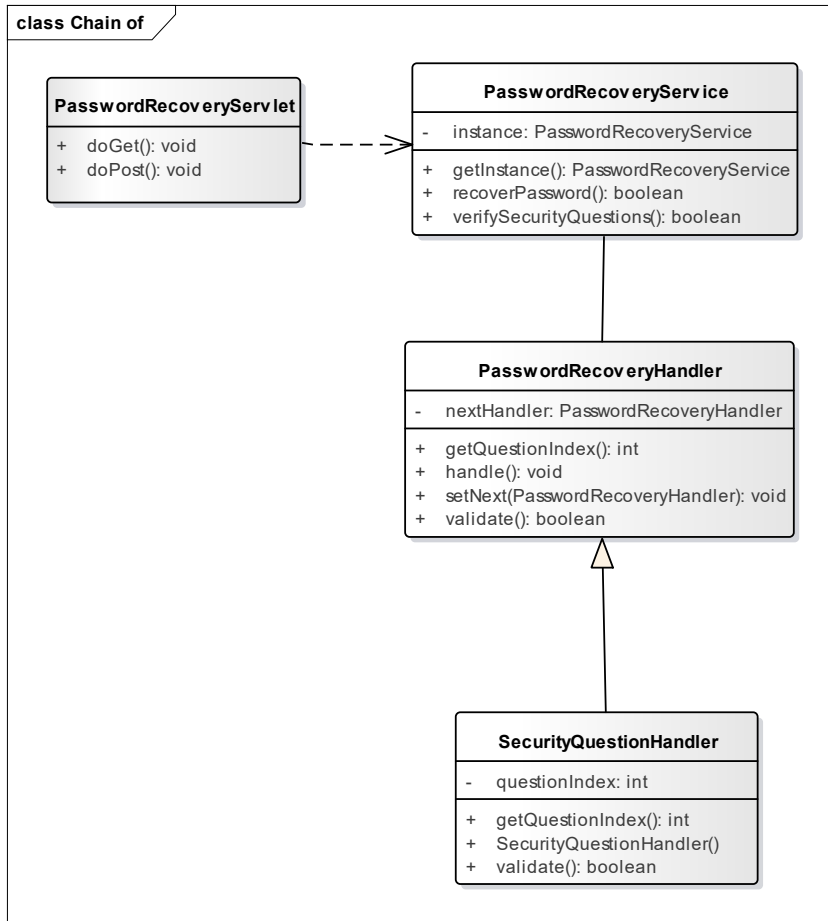 class Chain of
PasswordRecoveryServlet
+ doGet(): void
+ doPost(): void
PasswordRecoveryService
- instance: PasswordRecoveryService
+ getInstance(): PasswordRecoveryService
+ recoverPassword(): boolean
+ verifySecurityQuestions(): boolean
PasswordRecoveryHandler
- nextHandler: PasswordRecoveryHandler
+ getQuestionIndex(): int
+ handle(): void
+ setNext(PasswordRecoveryHandler): void
+ validate(): boolean
SecurityQuestionHandler
- questionIndex: int
+ getQuestionIndex(): int
+ SecurityQuestionHandler()
+ validate(): boolean